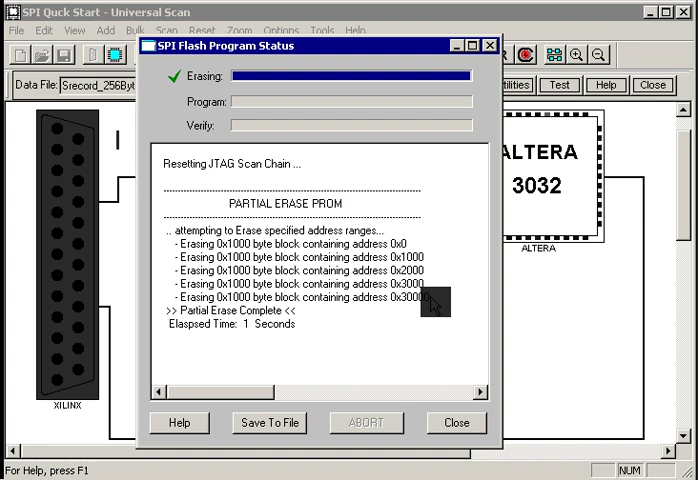 SPI Quck Start - Universal Scan
File Edit View Add Bulk Scan Reset Zoom Options Tools Help
SPI Flash Program Status
Data File: Srecord_256Byt
Test Help Close
Erasing:
Program:
Verify:
Resetting JTAG Scan Chain ...
PARTIAL ERASE PROM
.. attempting to Erase specified address ranges...
- Erasing 0x1000 byte block containing address 0x0
- Erasing 0x1000 byte block containing address 0x1000
- Erasing 0x1000 byte block containing address 0x2000
- Erasing 0x1000 byte block containing address 0x3000
- Erasing 0x1000 byte block containing address 0x30000
>> Partial Erase Complete <<
Elaspsed Time: 1 Seconds
Help Save To File ABORT Close
XILINX
ALTERA
3032
ALTERA
For Help, press F1
NUM